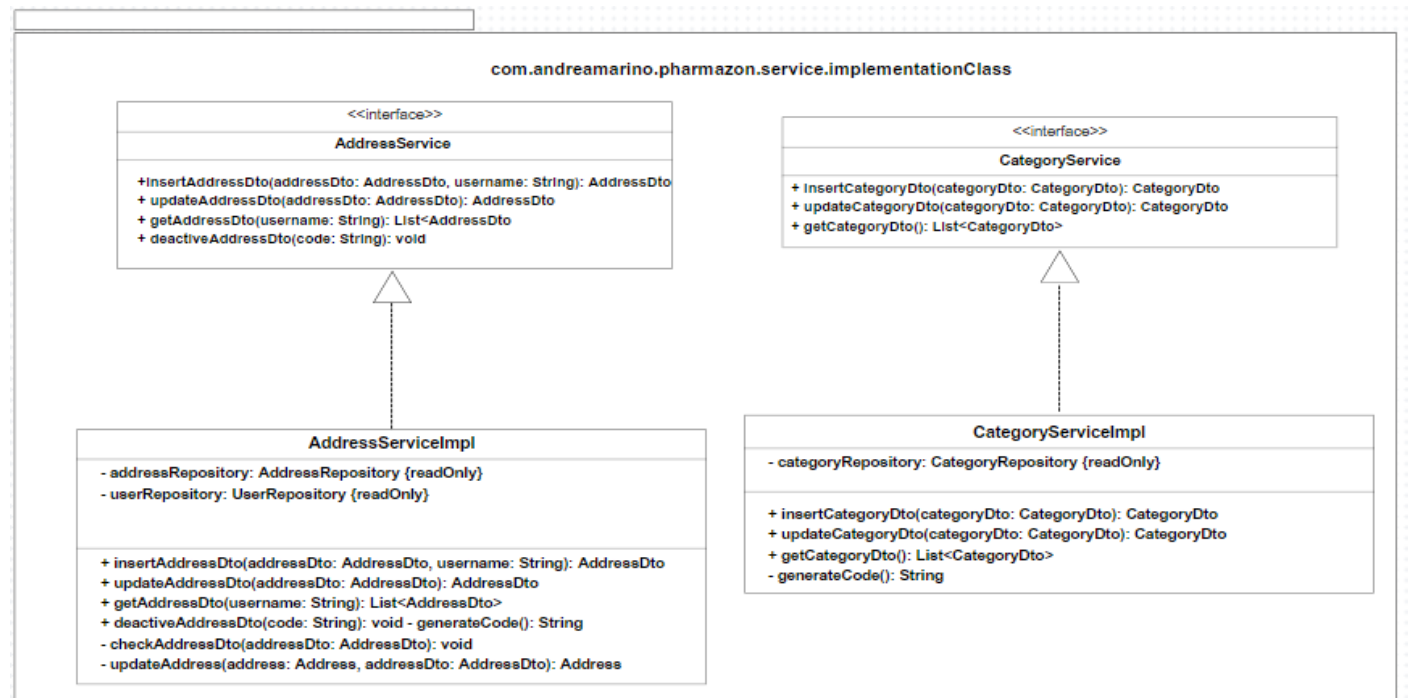 com.andreamarino.pharmazon.service.implementationClass
<<interface>>
AddressService
+insertAddressDto(addressDto: AddressDto, username: String): AddressDto
+ updateAddressDto(addressDto: AddressDto): AddressDto
+ getAddressDto(username: String): List<AddressDto
+ deactiveAddressDto(code: String): void
<<interface>>
CategoryService
+ insertCategoryDto(categoryDto: CategoryDto): CategoryDto
+ updateCategoryDto(categoryDto: CategoryDto): CategoryDto
+ getCategoryDto(): List<CategoryDto>
AddressServiceImpl
- addressRepository: AddressRepository {readOnly}
- userRepository: UserRepository {readOnly}
+ insertAddressDto(addressDto: AddressDto, username: String): AddressDto
+ updateAddressDto(addressDto: AddressDto): AddressDto
+ getAddressDto(username: String): List<AddressDto>
+ deactiveAddressDto(code: String): void - generateCode(): String
- checkAddressDto(addressDto: AddressDto): void
- updateAddress(address: Address, addressDto: AddressDto): Address
CategoryServiceImpl
- categoryRepository: CategoryRepository {readOnly}
+ insertCategoryDto(categoryDto: CategoryDto): CategoryDto
+ updateCategoryDto(categoryDto: CategoryDto): CategoryDto
+ getCategoryDto(): List<CategoryDto>
- generateCode(): String